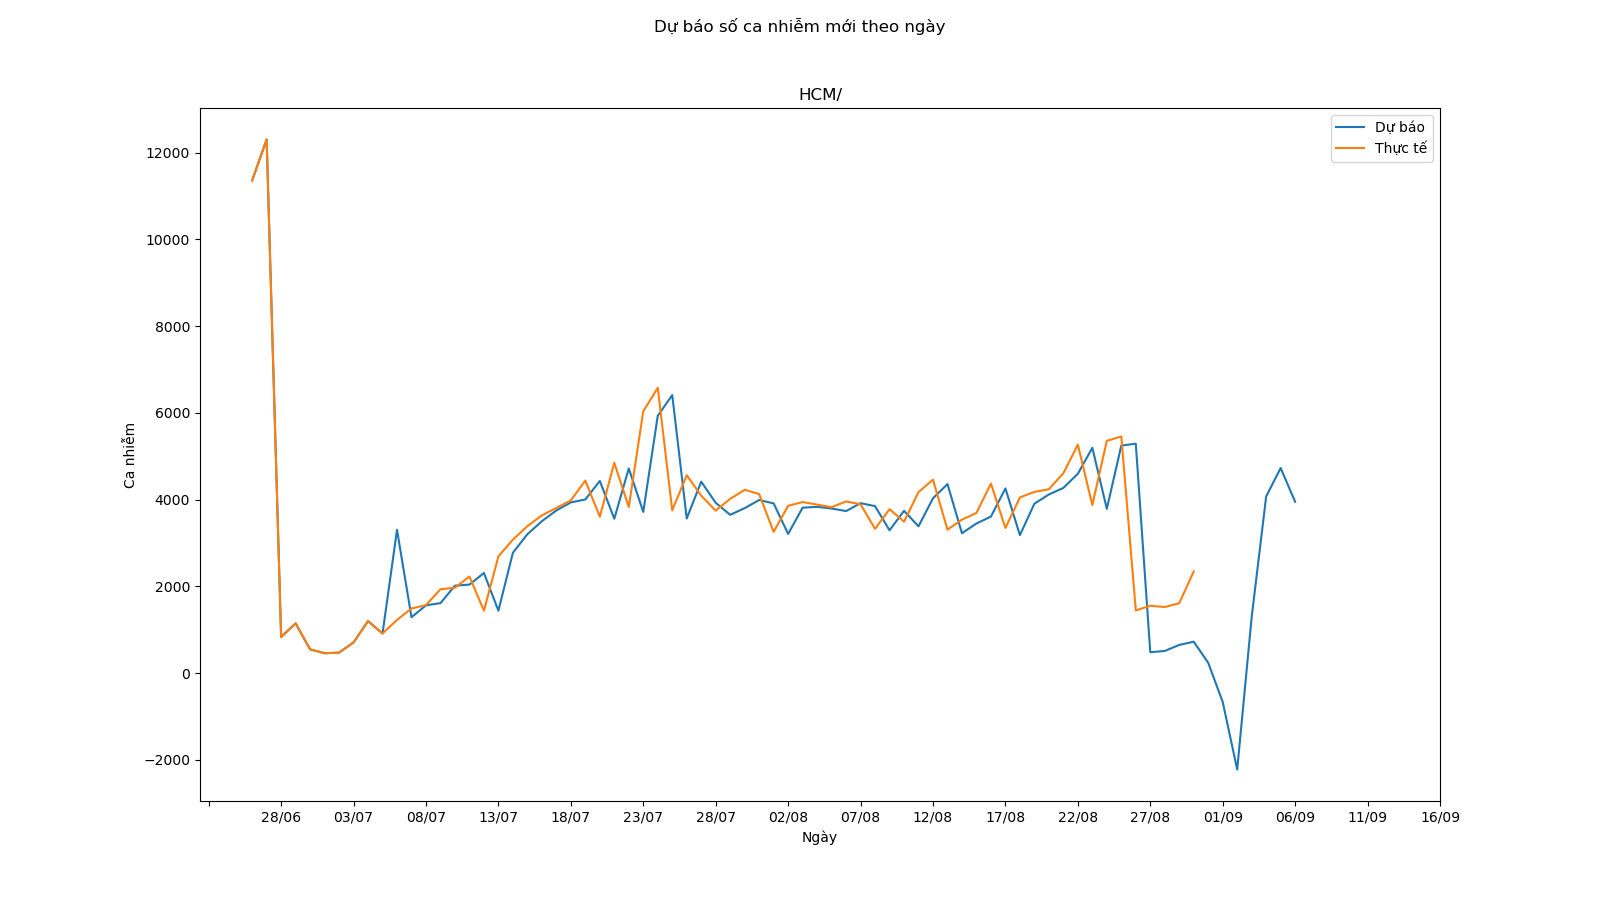 Dự báo số ca nhiễm mới theo ngày
HCM/
Dự báo
Thực tế
12000
10000
8000
6000
4000
2000
0
−2000
Ca nhiễm
28/06 03/07 08/07 13/07 18/07 23/07 28/07 02/08 07/08 12/08 17/08 22/08 27/08 01/09 06/09 11/09 16/09
Ngày